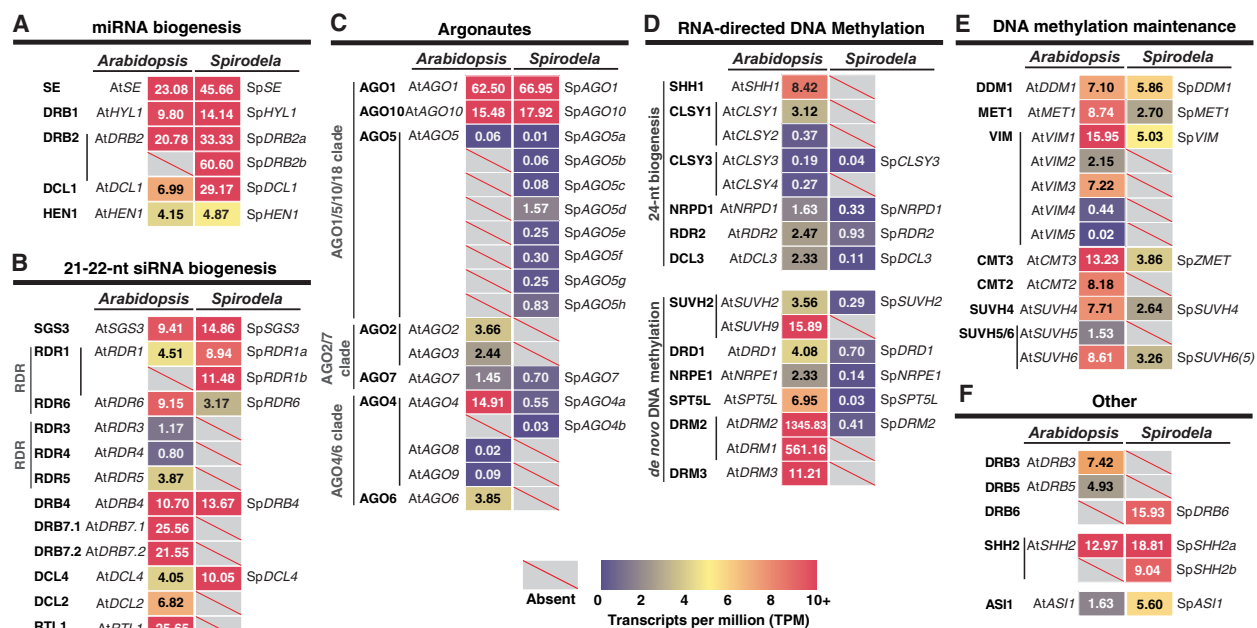 A miRNA biogenesis
Arabidopsis Spirodela
SE AtSE 23.08 45.66 SpSE
DRB1 AtHYL1 9.80 14.14 SpHYL1
DRB2 AtDRB2 20.78 33.33 SpDRB2a
60.60 SpDRB2b
DCL1 AtDCL1 6.99 29.17 SpDCL1
HEN1 AtHEN1 4.15 4.87 SpHEN1
B 21-22-nt siRNA biogenesis
Arabidopsis Spirodela
SGS3 AtSGS3 9.41 14.86 SpSGS3
RDR
RDR1 AtRDR1 4.51 8.94 SpRDR1a
11.48 SpRDR1b
RDR6 AtRDR6 9.15 3.17 SpRDR6
RDR
RDR3 AtRDR3 1.17
RDR4 AtRDR4 0.80
RDR5 AtRDR5 3.87
DRB4 AtDRB4 10.70 13.67 SpDRB4
DRB7.1 AtDRB7.1 25.56
DRB7.2 AtDRB7.2 21.55
DCL4 AtDCL4 4.05 10.05 SpDCL4
DCL2 AtDCL2 6.82
RTL1 AtRTL1 25.65
C Argonautes
Arabidopsis Spirodela
AGO1/5/10/18 clade
AGO1 AtAGO1 62.50 66.95 SpAGO1
AGO10 AtAGO10 15.48 17.92 SpAGO10
AGO5 AtAGO5 0.06 0.01 SpAGO5a
0.06 SpAGO5b
0.08 SpAGO5c
1.57 SpAGO5d
0.25 SpAGO5e
0.30 SpAGO5f
0.25 SpAGO5g
0.83 SpAGO5h
AGO2/7 clade
AGO2 AtAGO2 3.66
AtAGO3 2.44
AGO7 AtAGO7 1.45 0.70 SpAGO7
AGO4/6 clade
AGO4 AtAGO4 14.91 0.55 SpAGO4a
0.03 SpAGO4b
AtAGO8 0.02
AtAGO9 0.09
AGO6 AtAGO6 3.85
D RNA-directed DNA Methylation
Arabidopsis Spirodela
24-nt biogenesis
SHH1 AtSHH1 8.42
CLSY1 AtCLSY1 3.12
AtCLSY2 0.37
CLSY3 AtCLSY3 0.19 0.04 SpCLSY3
AtCLSY4 0.27
NRPD1 AtNRPD1 1.63 0.33 SpNRPD1
RDR2 AtRDR2 2.47 0.93 SpRDR2
DCL3 AtDCL3 2.33 0.11 SpDCL3
de novo DNA methylation
SUVH2 AtSUVH2 3.56 0.29 SpSUVH2
AtSUVH9 15.89
DRD1 AtDRD1 4.08 0.70 SpDRD1
NRPE1 AtNRPE1 2.33 0.14 SpNRPE1
SPT5L AtSPT5L 6.95 0.03 SpSPT5L
DRM2 AtDRM2 1345.83 0.41 SpDRM2
AtDRM1 561.16
DRM3 AtDRM3 11.21
E DNA methylation maintenance
Arabidopsis Spirodela
DDM1 AtDDM1 7.10 5.86 SpDDM1
MET1 AtMET1 8.74 2.70 SpMET1
VIM AtVIM1 15.95 5.03 SpVIM
AtVIM2 2.15
AtVIM3 7.22
AtVIM4 0.44
AtVIM5 0.02
CMT3 AtCMT3 13.23 3.86 SpZMET
CMT2 AtCMT2 8.18
SUVH4 AtSUVH4 7.71 2.64 SpSUVH4
SUVH5/6 AtSUVH5 1.53
AtSUVH6 8.61 3.26 SpSUVH6(5)
F Other
Arabidopsis Spirodela
DRB3 AtDRB3 7.42
DRB5 AtDRB5 4.93
DRB6 15.93 SpDRB6
SHH2 AtSHH2 12.97 18.81 SpSHH2a
9.04 SpSHH2b
ASI1 AtASI1 1.63 5.60 SpASI1
Absent 0 2 4 6 8 10+
Transcripts per million (TPM)